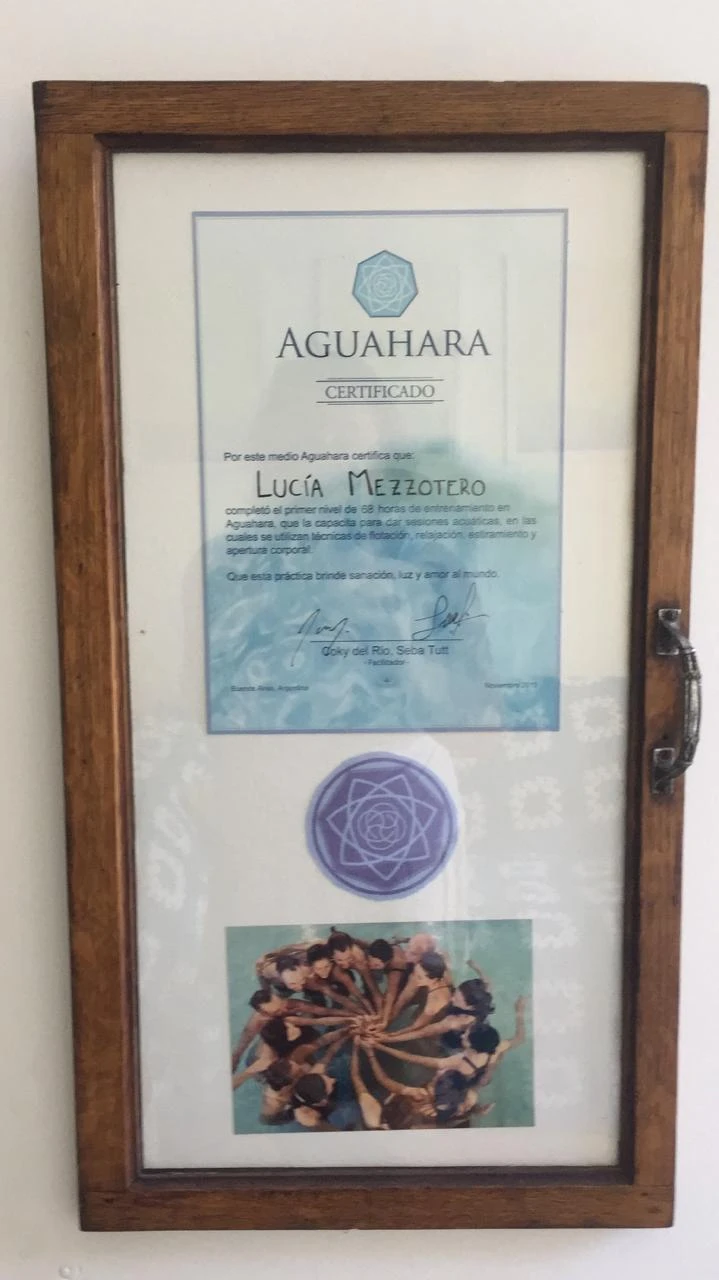 AGUAHARA
CERTIFICADO
Por este medio Aguahara certifica que:
LUCÍA MEZZOTERO
completó el primer nivel de 68 horas de entrenamiento en
Aguahara, que la capacita para dar sesiones acuáticas, en las
cuales se utilizan técnicas de flotación, relajación, estiramiento y
apertura corporal.
Que esta práctica brinde sanación, luz y amor al mundo.
Coky del Rio, Seba Tutt
- Facilitador -
Buenos Aires, Argentina
Noviembre